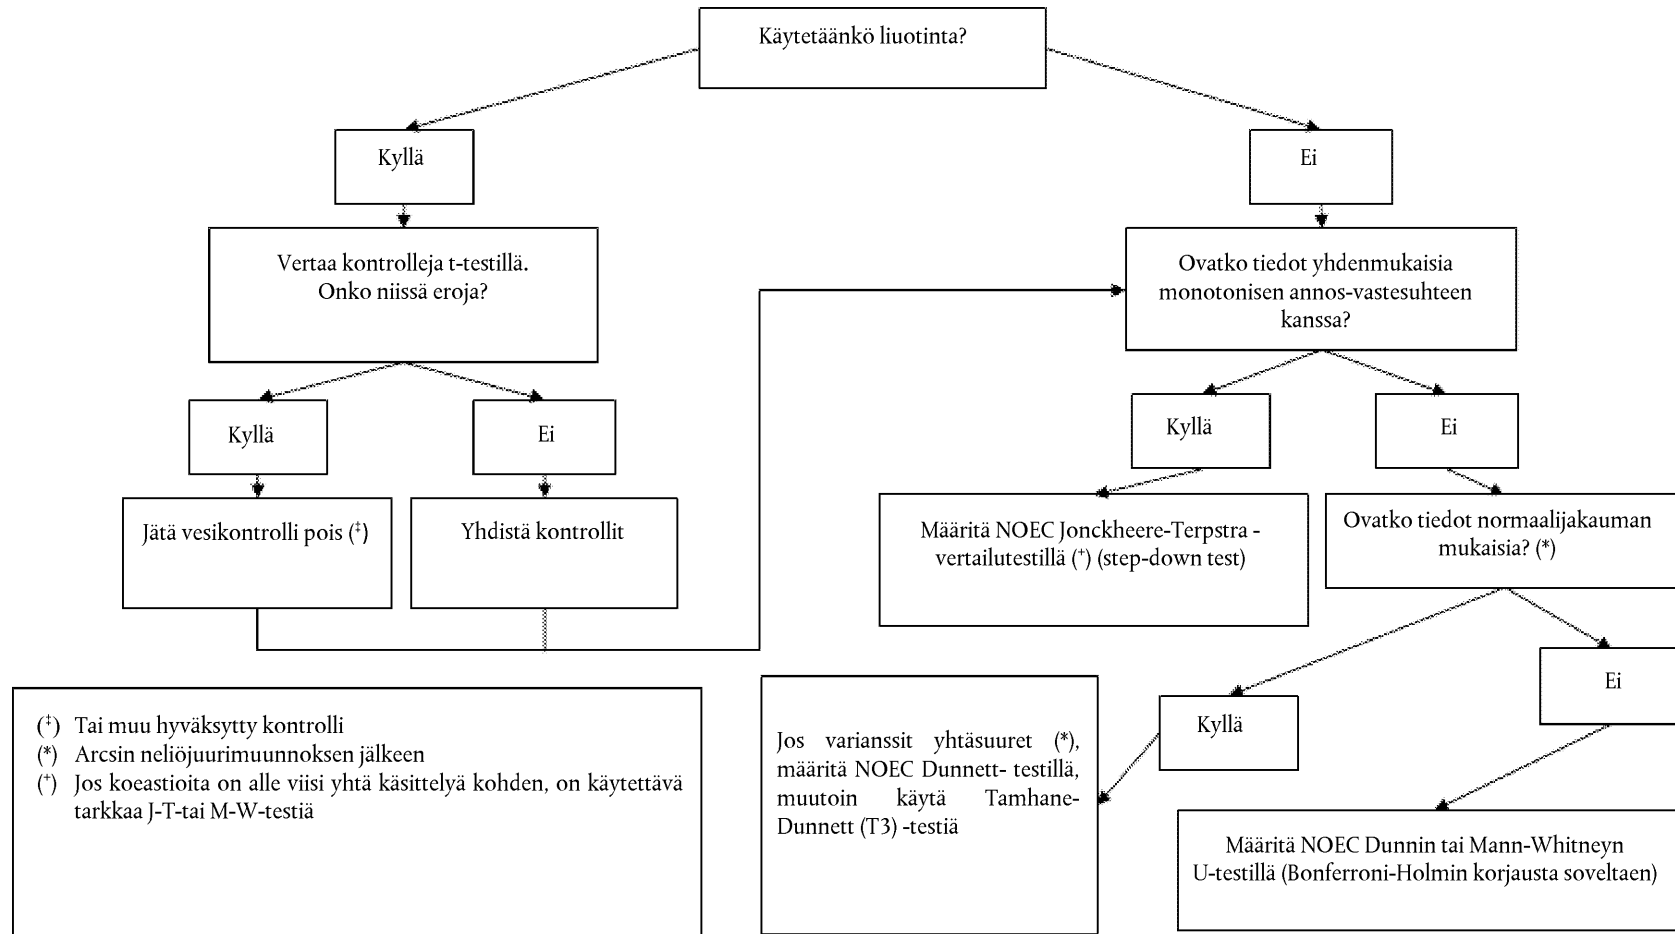 Käytetäänkö liuotinta?
Kyllä
Ei
Vertaa kontrolleja t-testillä.
Onko niissä eroja?
Ovatko tiedot yhdenmukaisia
monotonisen annos-vastesuhteen
kanssa?
Kyllä
Ei
Kyllä
Ei
Jätä vesikontrolli pois (‡)
Yhdistä kontrollit
Määritä NOEC Jonckheere-Terpstra -
vertailutestillä (⁺) (step-down test)
Ovatko tiedot normaalijakauman
mukaisia? (*)
Kyllä
Ei
(‡) Tai muu hyväksytty kontrolli
(*) Arcsin neliöjuurimuunnoksen jälkeen
(⁺) Jos koeastioita on alle viisi yhtä käsittelyä kohden, on käytettävä
tarkkaa J-T-tai M-W-testiä
Jos varianssit yhtäsuuret (*),
määritä NOEC Dunnett- testillä,
muutoin käytä Tamhane-
Dunnett (T3) -testiä
Määritä NOEC Dunnin tai Mann-Whitneyn
U-testillä (Bonferroni-Holmin korjausta soveltaen)